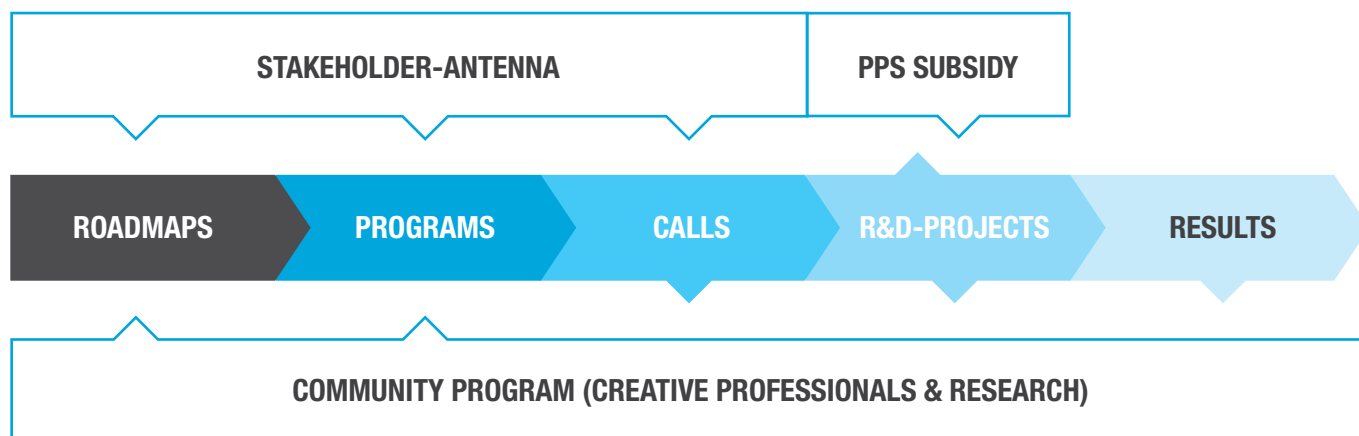 STAKEHOLDER-ANTENNA
PPS SUBSIDY
ROADMAPS
PROGRAMS
CALLS
R&D-PROJECTS
RESULTS
COMMUNITY PROGRAM (CREATIVE PROFESSIONALS & RESEARCH)